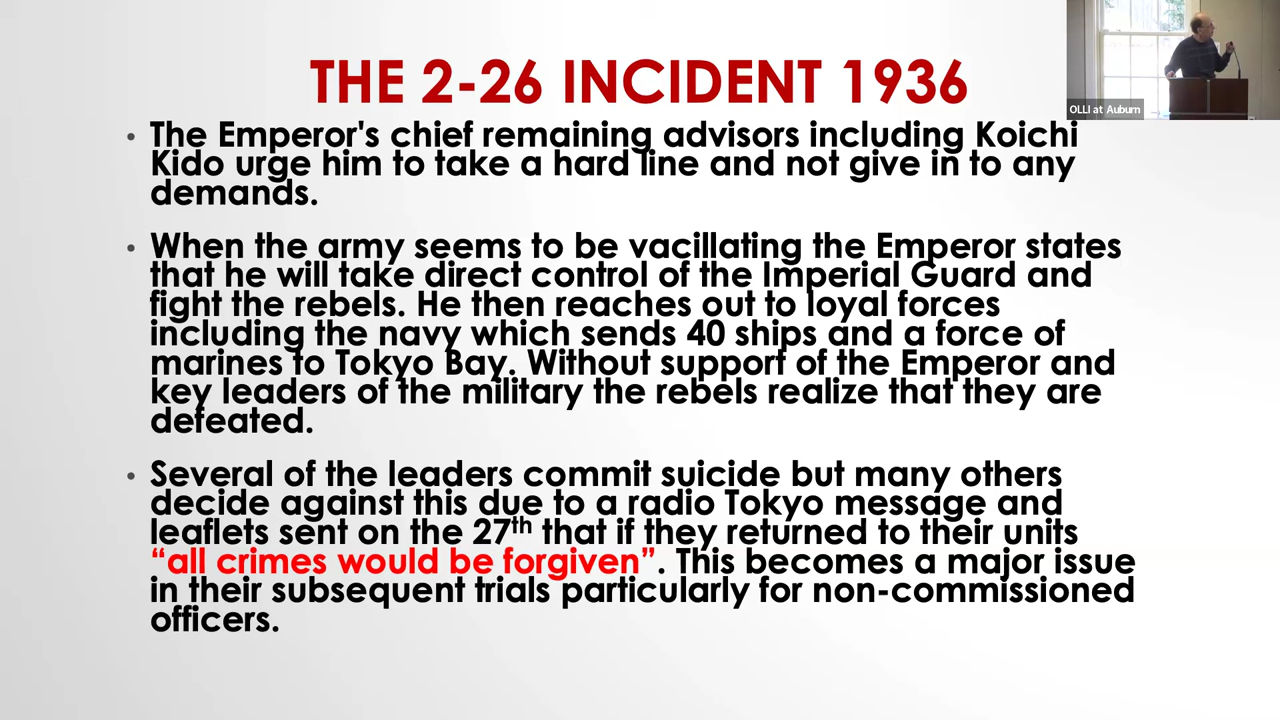 THE 2-26 INCIDENT 1936
OLLI at Auburn
• The Emperor's chief remaining advisors including Koichi
Kido urge him to take a hard line and not give in to any
demands.
• When the army seems to be vacillating the Emperor states
that he will take direct control of the Imperial Guard and
fight the rebels. He then reaches out to loyal forces
including the navy which sends 40 ships and a force of
marines to Tokyo Bay. Without support of the Emperor and
key leaders of the military the rebels realize that they are
defeated.
• Several of the leaders commit suicide but many others
decide against this due to a radio Tokyo message and
leaflets sent on the 27th that if they returned to their units
“all crimes would be forgiven”. This becomes a major issue
in their subsequent trials particularly for non-commissioned
officers.